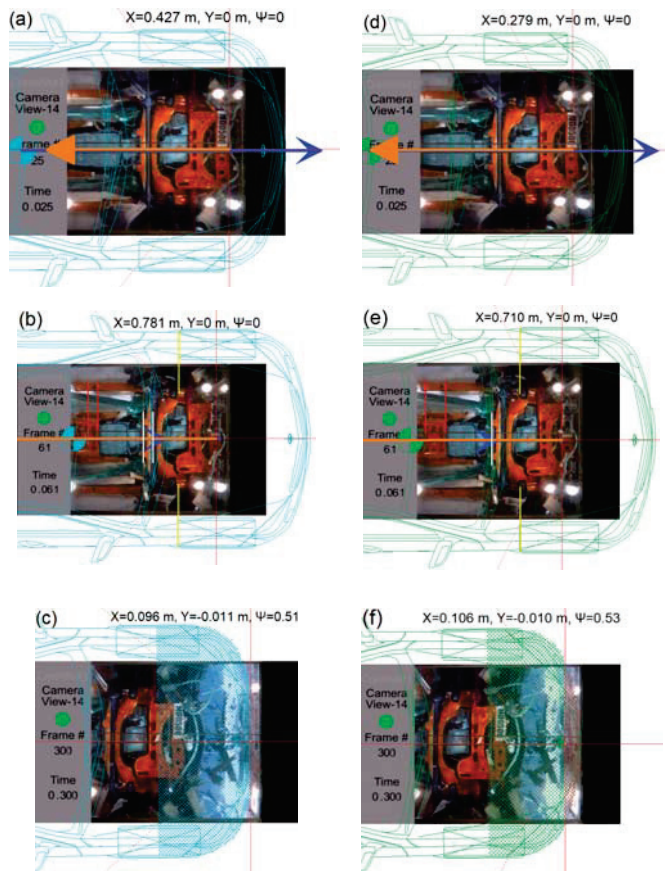 (a)
X=0.427 m, Y=0 m, Ψ=0
Camera
View-14
Frame #
25
Time
0.025
(d)
X=0.279 m, Y=0 m, Ψ=0
Camera
View-14
Frame #
Time
0.025
(b)
X=0.781 m, Y=0 m, Ψ=0
Camera
View-14
Frame #
61
Time
0.061
(e)
X=0.710 m, Y=0 m, Ψ=0
Camera
View-14
Frame #
61
Time
0.061
(c)
X=0.096 m, Y=-0.011 m, Ψ=0.51
Camera
View-14
Frame #
300
Time
0.300
(f)
X=0.106 m, Y=-0.010 m, Ψ=0.53
Camera
View-14
Frame #
300
Time
0.300